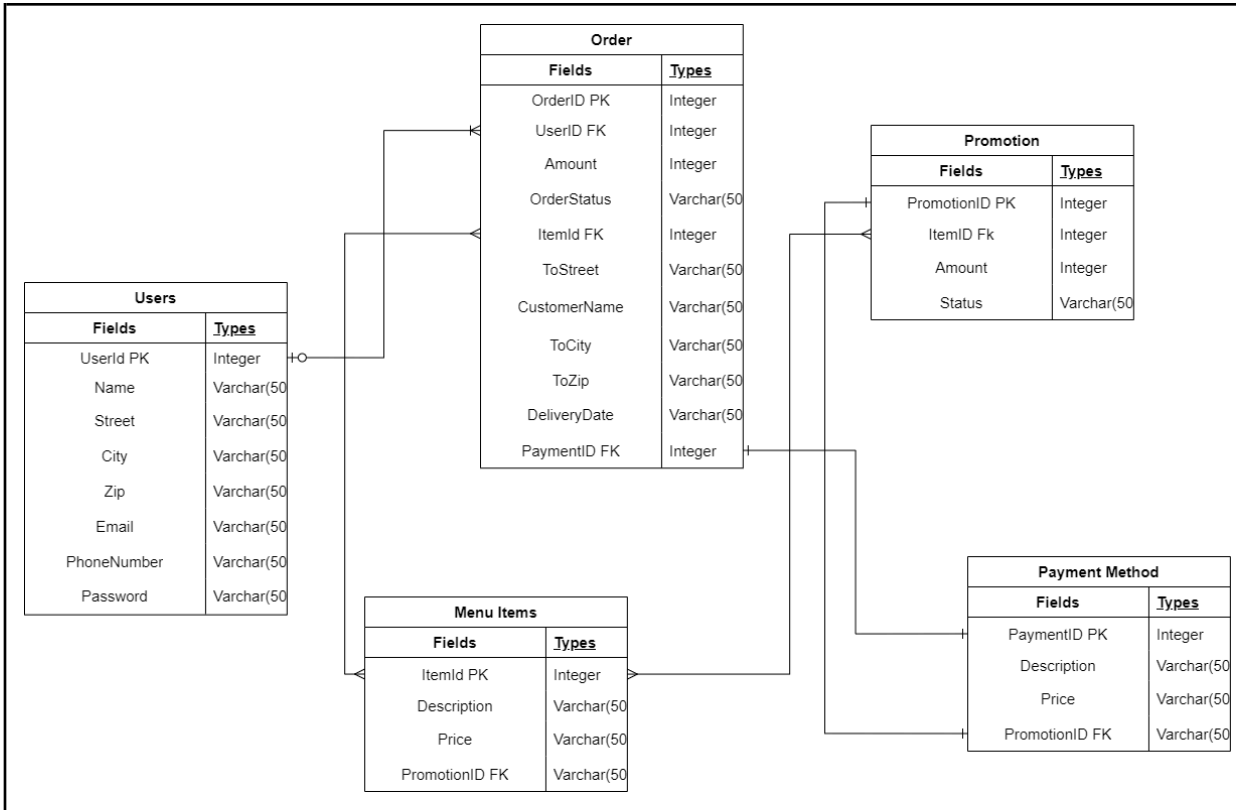 Order
Fields Types
OrderID PK Integer
UserID FK Integer
Amount Integer
OrderStatus Varchar(50
ItemId FK Integer
ToStreet Varchar(50
CustomerName Varchar(50
ToCity Varchar(50
ToZip Varchar(50
DeliveryDate Varchar(50
PaymentID FK Integer
Promotion
Fields Types
PromotionID PK Integer
ItemID Fk Integer
Amount Integer
Status Varchar(50
Users
Fields Types
UserId PK Integer
Name Varchar(50
Street Varchar(50
City Varchar(50
Zip Varchar(50
Email Varchar(50
PhoneNumber Varchar(50
Password Varchar(50
Menu Items
Fields Types
ItemId PK Integer
Description Varchar(50
Price Varchar(50
PromotionID FK Varchar(50
Payment Method
Fields Types
PaymentID PK Integer
Description Varchar(50
Price Varchar(50
PromotionID FK Varchar(50